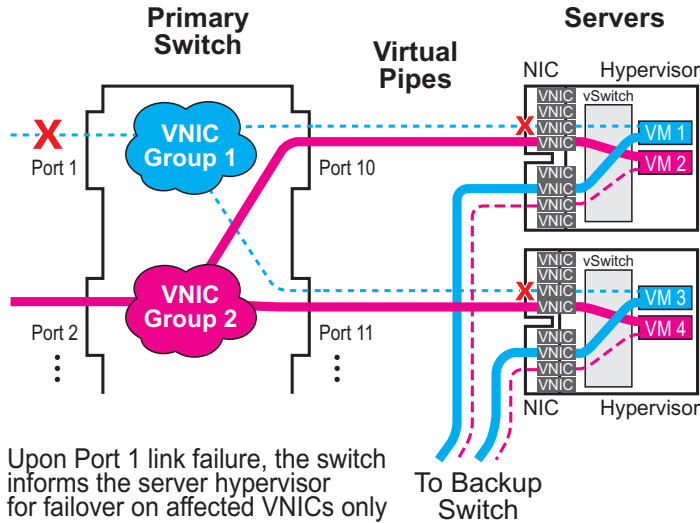 Primary
Switch
Virtual
Pipes
Servers
NIC
Hypervisor
X
VNIC
Group 1
Port 1
Port 10
X
VNIC
VNIC
VNIC
VNIC
vSwitch
VM 1
VM 2
VNIC
VNIC
VNIC
VNIC
VNIC
Group 2
Port 2
Port 11
X
VNIC
VNIC
VNIC
VNIC
vSwitch
VM 3
VM 4
VNIC
VNIC
VNIC
VNIC
NIC
Hypervisor
Upon Port 1 link failure, the switch
informs the server hypervisor
for failover on affected VNICs only
To Backup
Switch